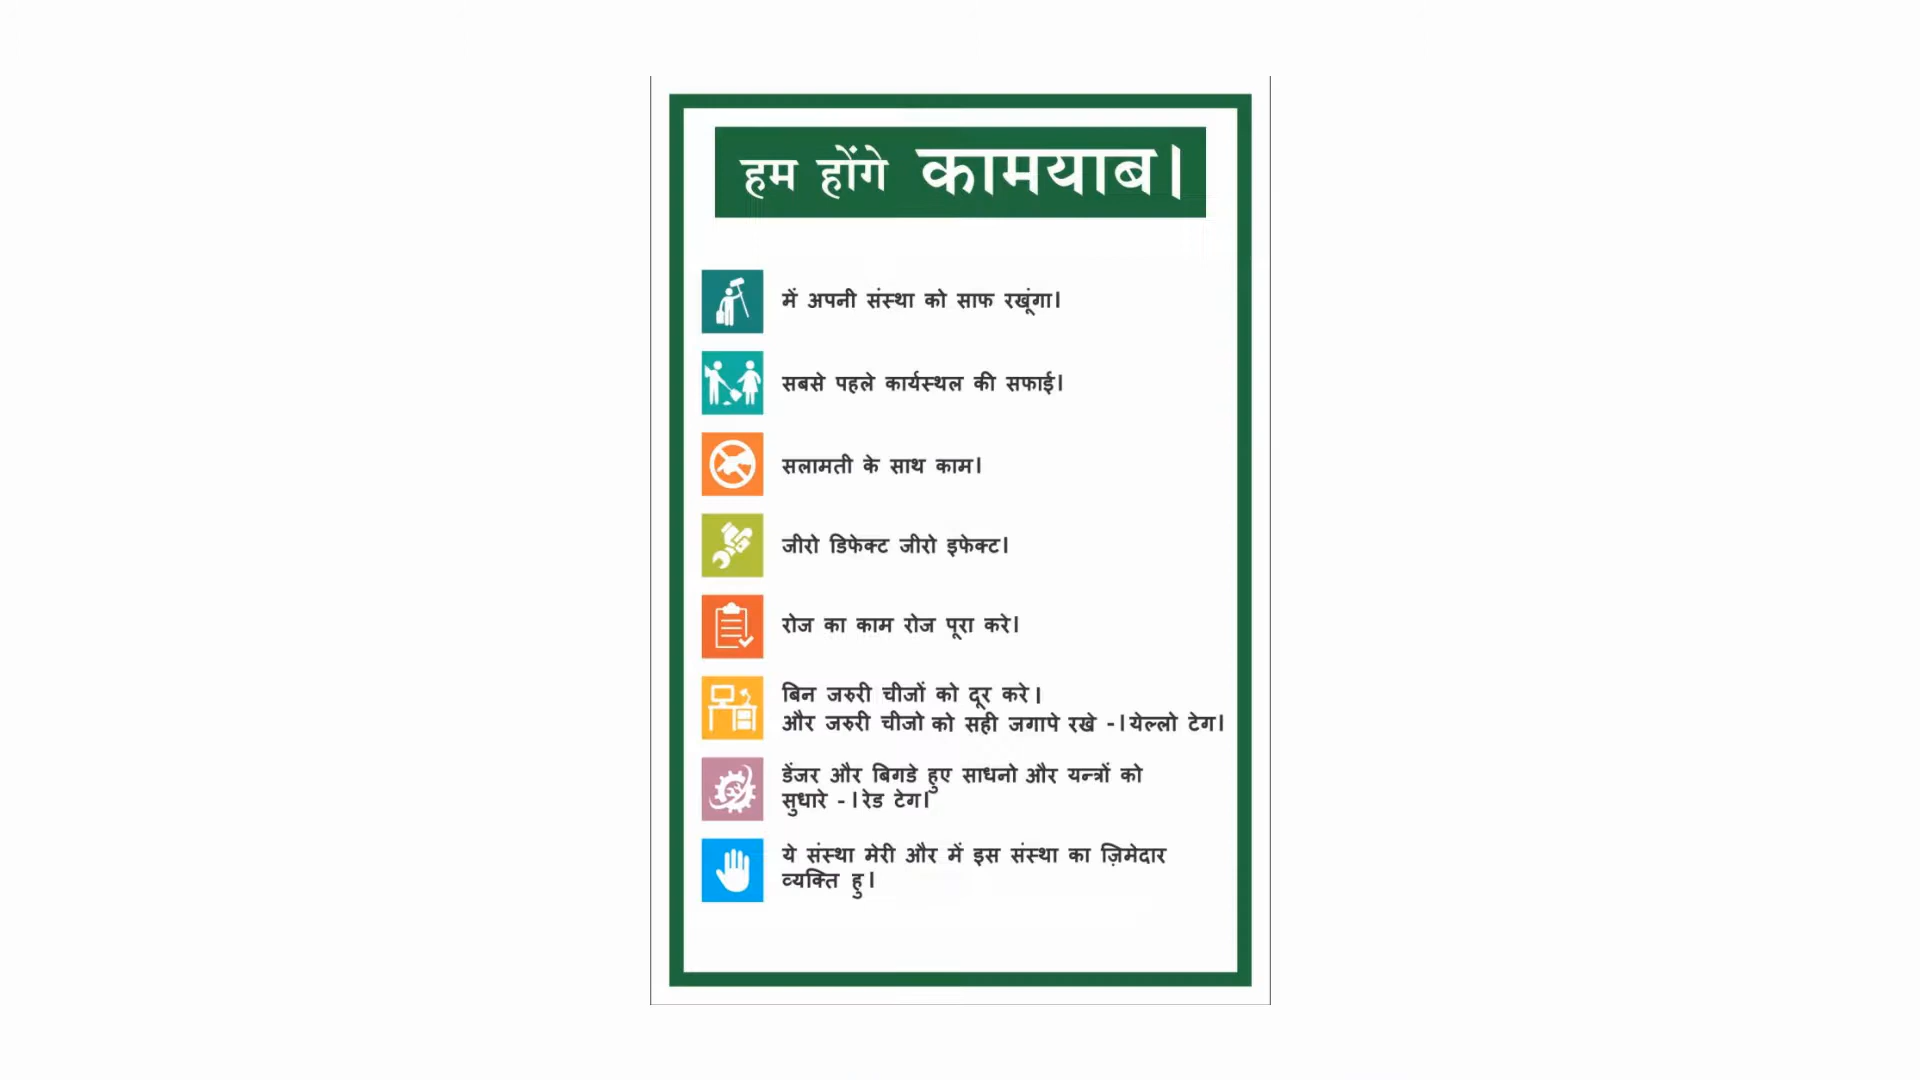 हम होंगे कामयाब।
में अपनी संस्था को साफ रखूंगा।
सबसे पहले कार्यस्थल की सफाई।
सलामती के साथ काम।
जीरो डिफेक्ट जीरो इफेक्ट।
रोज का काम रोज पूरा करे।
बिन जरुरी चीजों को दूर करे।
और जरुरी चीजो को सही जगापे रखे -।येल्लो टेग।
डेंजर और बिगडे हुए साधनो और यन्त्रों को
सुधारे -।रेड टेग।
ये संस्था मेरी और में इस संस्था का ज़िमेदार
व्यक्ति हु।